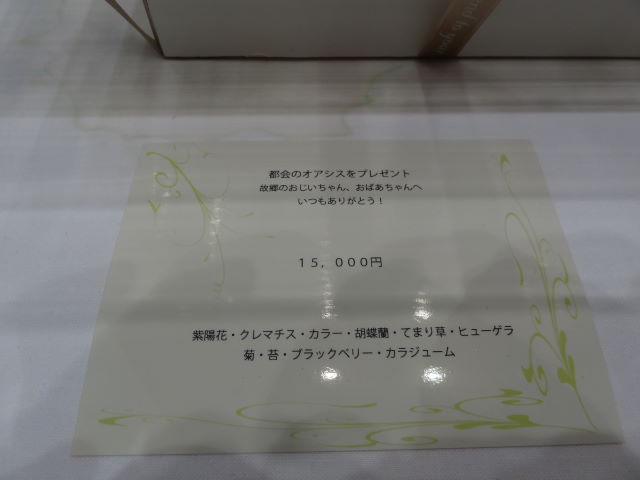 nd to you
都会のオアシスをプレゼント
故郷のおじいちゃん、おばあちゃんへ
いつもありがとう！
１５，０００円
紫陽花・クレマチス・カラー・胡蝶蘭・てまり草・ヒューゲラ
菊・苔・ブラックベリー・カラジューム